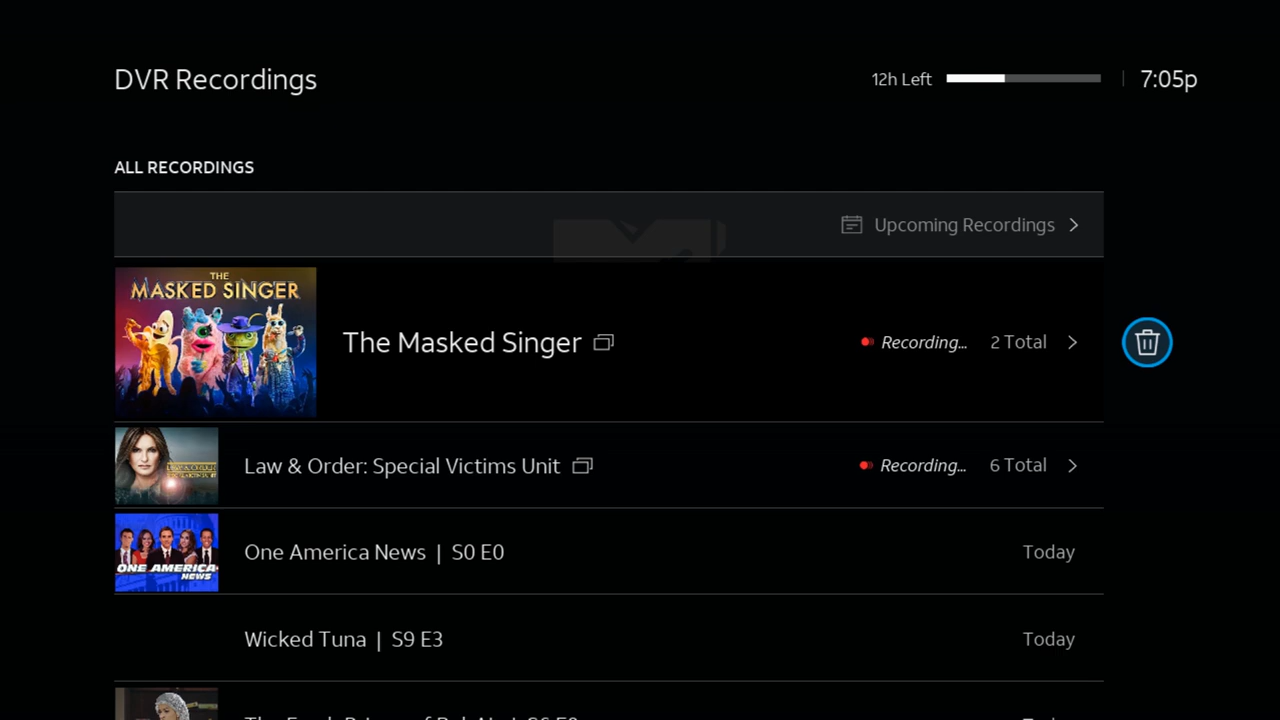 DVR Recordings
12h Left
7:05p
ALL RECORDINGS
Upcoming Recordings
THE
MASKED SINGER
The Masked Singer
Recording...
2 Total
Law & Order: Special Victims Unit
Recording...
6 Total
ONE AMERICA
NEWS
One America News | S0 E0
Today
Wicked Tuna | S9 E3
Today